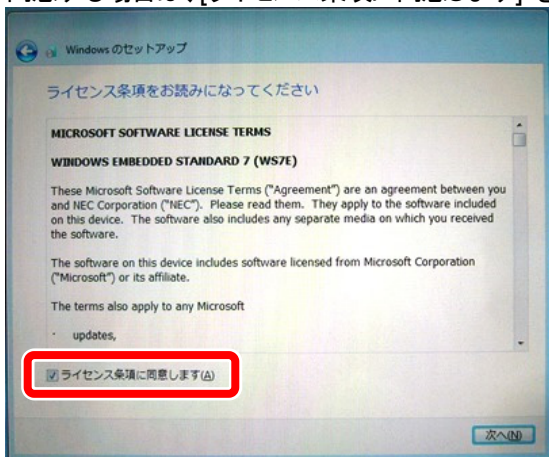 Windows のセットアップ
ライセンス条項をお読みになってください
MICROSOFT SOFTWARE LICENSE TERMS
WINDOWS EMBEDDED STANDARD 7 (WS7E)
These Microsoft Software License Terms ("Agreement") are an agreement between you
and NEC Corporation ("NEC"). Please read them. They apply to the software included
on this device. The software also includes any separate media on which you received
the software.
The software on this device includes software licensed from Microsoft Corporation
("Microsoft") or its affiliate.
The terms also apply to any Microsoft
· updates,
ライセンス条項に同意します(A)
次へ(N)